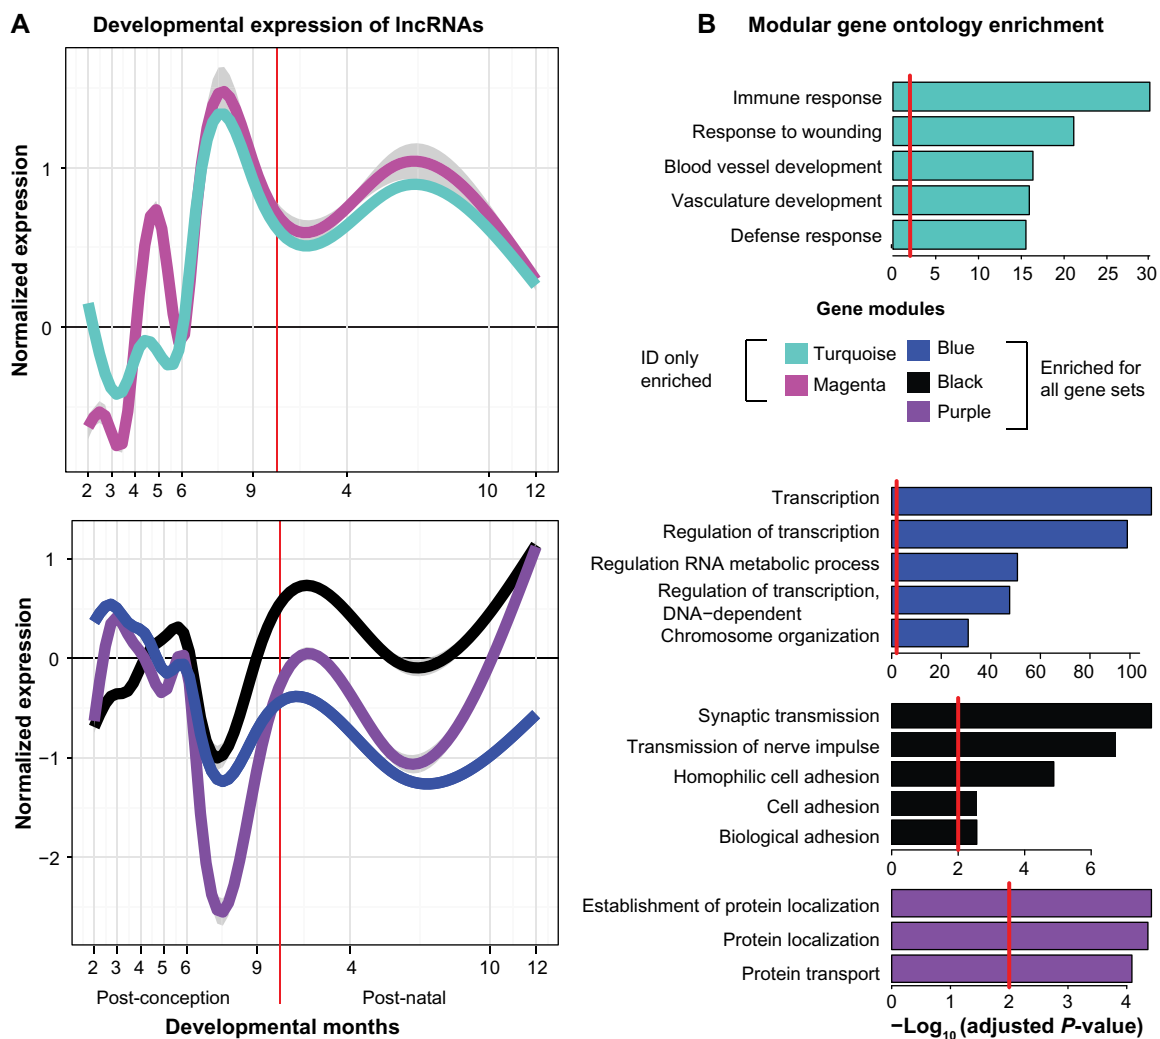 A
Developmental expression of lncRNAs
Normalized expression
1
0
2 3 4 5 6 9 4 10 12
Normalized expression
1
0
−1
−2
2 3 4 5 6 9 4 10 12
Post-conception
Post-natal
Developmental months
B
Modular gene ontology enrichment
Immune response
Response to wounding
Blood vessel development
Vasculature development
Defense response
0 5 10 15 20 25 30
Gene modules
ID only
enriched
Turquoise
Magenta
Blue
Black
Purple
Enriched for
all gene sets
Transcription
Regulation of transcription
Regulation RNA metabolic process
Regulation of transcription,
DNA−dependent
Chromosome organization
0 20 40 60 80 100
Synaptic transmission
Transmission of nerve impulse
Homophilic cell adhesion
Cell adhesion
Biological adhesion
0 2 4 6
Establishment of protein localization
Protein localization
Protein transport
0 1 2 3 4
−Log10 (adjusted P-value)